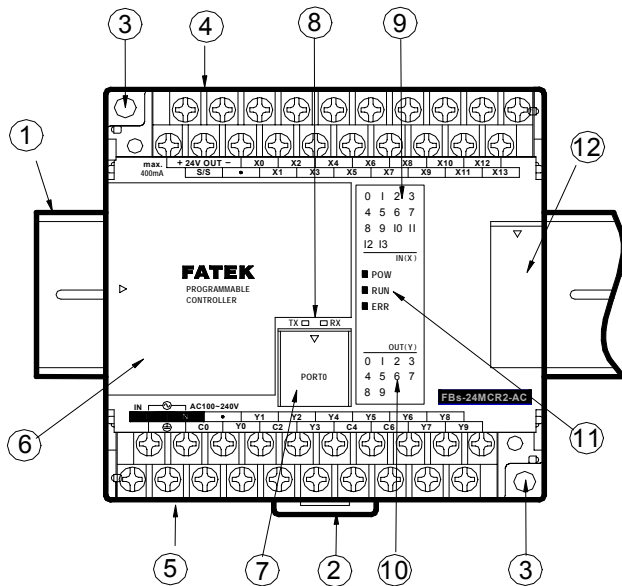 3 4 8 9
1 12
max. + 24V OUT − X0 X2 X4 X6 X8 X10 X12
400mA S/S • X1 X3 X5 X7 X9 X11 X13
0 1 2 3
4 5 6 7
8 9 10 11
12 13
IN(X)
FATEK
PROGRAMMABLE
CONTROLLER
POW
RUN
ERR
TX RX
PORT0
OUT(Y)
0 1 2 3
4 5 6 7
8 9
FBs-24MCR2-AC
IN AC100~240V • Y1 Y2 Y4 Y5 Y6 Y8
C0 Y0 C2 Y3 C4 C6 Y7 Y9
6 11
5 7 2 10 3